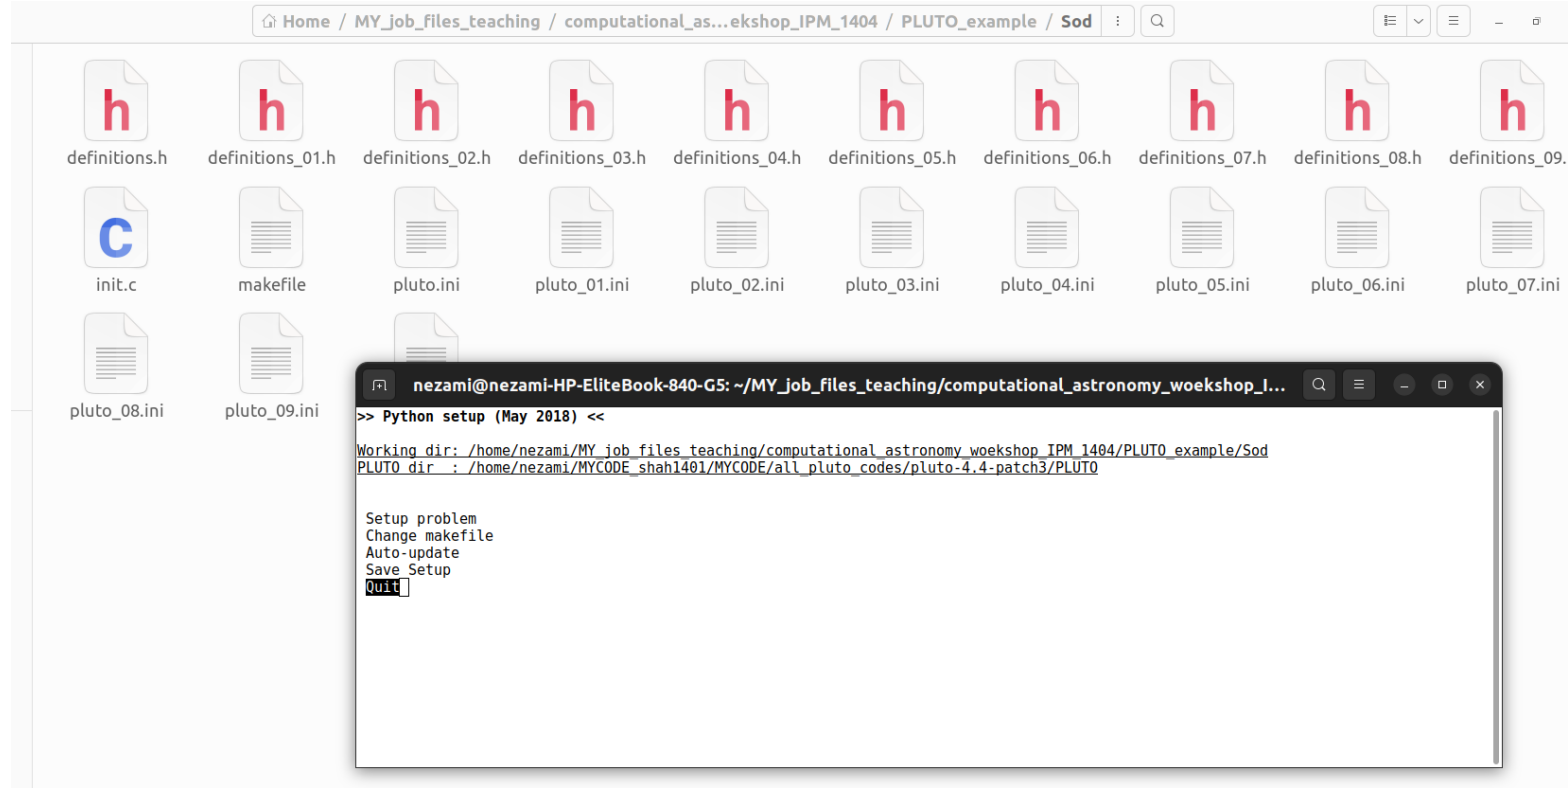 Home / MY_job_files_teaching / computational_as...ekshop_IPM_1404 / PLUTO_example / Sod
h h h h h h h h h h
definitions.h definitions_01.h definitions_02.h definitions_03.h definitions_04.h definitions_05.h definitions_06.h definitions_07.h definitions_08.h definitions_09.
C
init.c makefile pluto.ini pluto_01.ini pluto_02.ini pluto_03.ini pluto_04.ini pluto_05.ini pluto_06.ini pluto_07.ini
pluto_08.ini pluto_09.ini
nezami@nezami-HP-EliteBook-840-G5: ~/MY_job_files_teaching/computational_astronomy_woekshop_I...
>> Python setup (May 2018) <<
Working dir: /home/nezami/MY_job_files_teaching/computational_astronomy_woekshop_IPM_1404/PLUTO_example/Sod
PLUTO dir  : /home/nezami/MYCODE_shah1401/MYCODE/all_pluto_codes/pluto-4.4-patch3/PLUTO
Setup problem
Change makefile
Auto-update
Save Setup
Quit